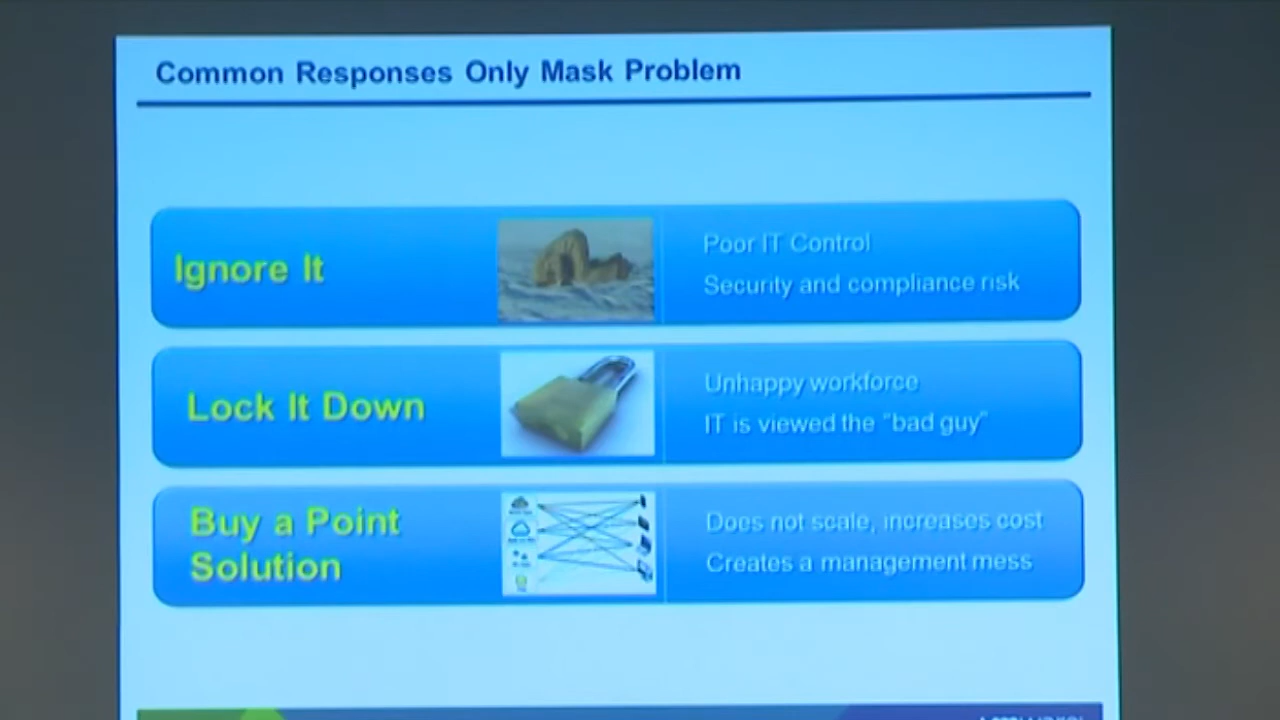 Common Responses Only Mask Problem
Ignore It
Poor IT Control
Security and compliance risk
Lock It Down
Unhappy workforce
IT is viewed the “bad guy”
Buy a Point
Solution
Does not scale, increases cost
Creates a management mess